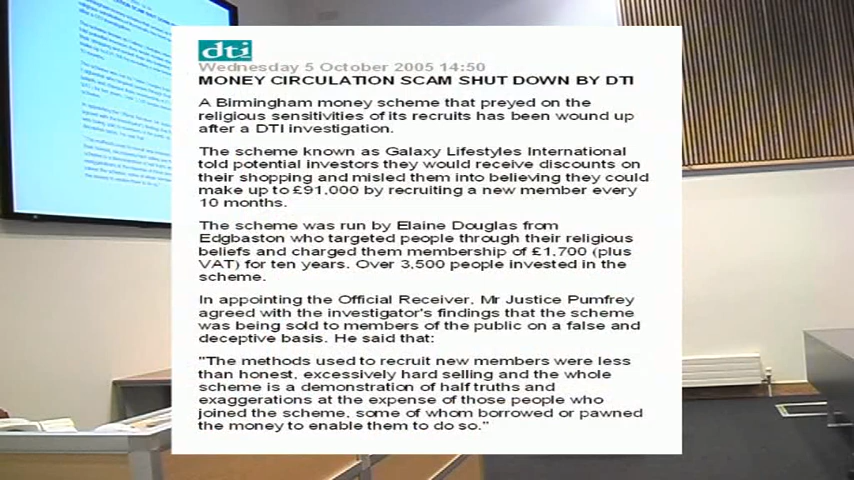 dti
Wednesday 5 October 2005 14:50
MONEY CIRCULATION SCAM SHUT DOWN BY DTI
A Birmingham money scheme that preyed on the
religious sensitivities of its recruits has been wound up
after a DTI investigation.
The scheme known as Galaxy Lifestyles International
told potential investors they would receive discounts on
their shopping and misled them into believing they could
make up to £91,000 by recruiting a new member every
10 months.
The scheme was run by Elaine Douglas from
Edgbaston who targeted people through their religious
beliefs and charged them membership of £1,700 (plus
VAT) for ten years. Over 3,500 people invested in the
scheme.
In appointing the Official Receiver, Mr Justice Pumfrey
agreed with the investigator's findings that the scheme
was being sold to members of the public on a false and
deceptive basis. He said that:
"The methods used to recruit new members were less
than honest, excessively hard selling and the whole
scheme is a demonstration of half truths and
exaggerations at the expense of those people who
joined the scheme, some of whom borrowed or pawned
the money to enable them to do so."